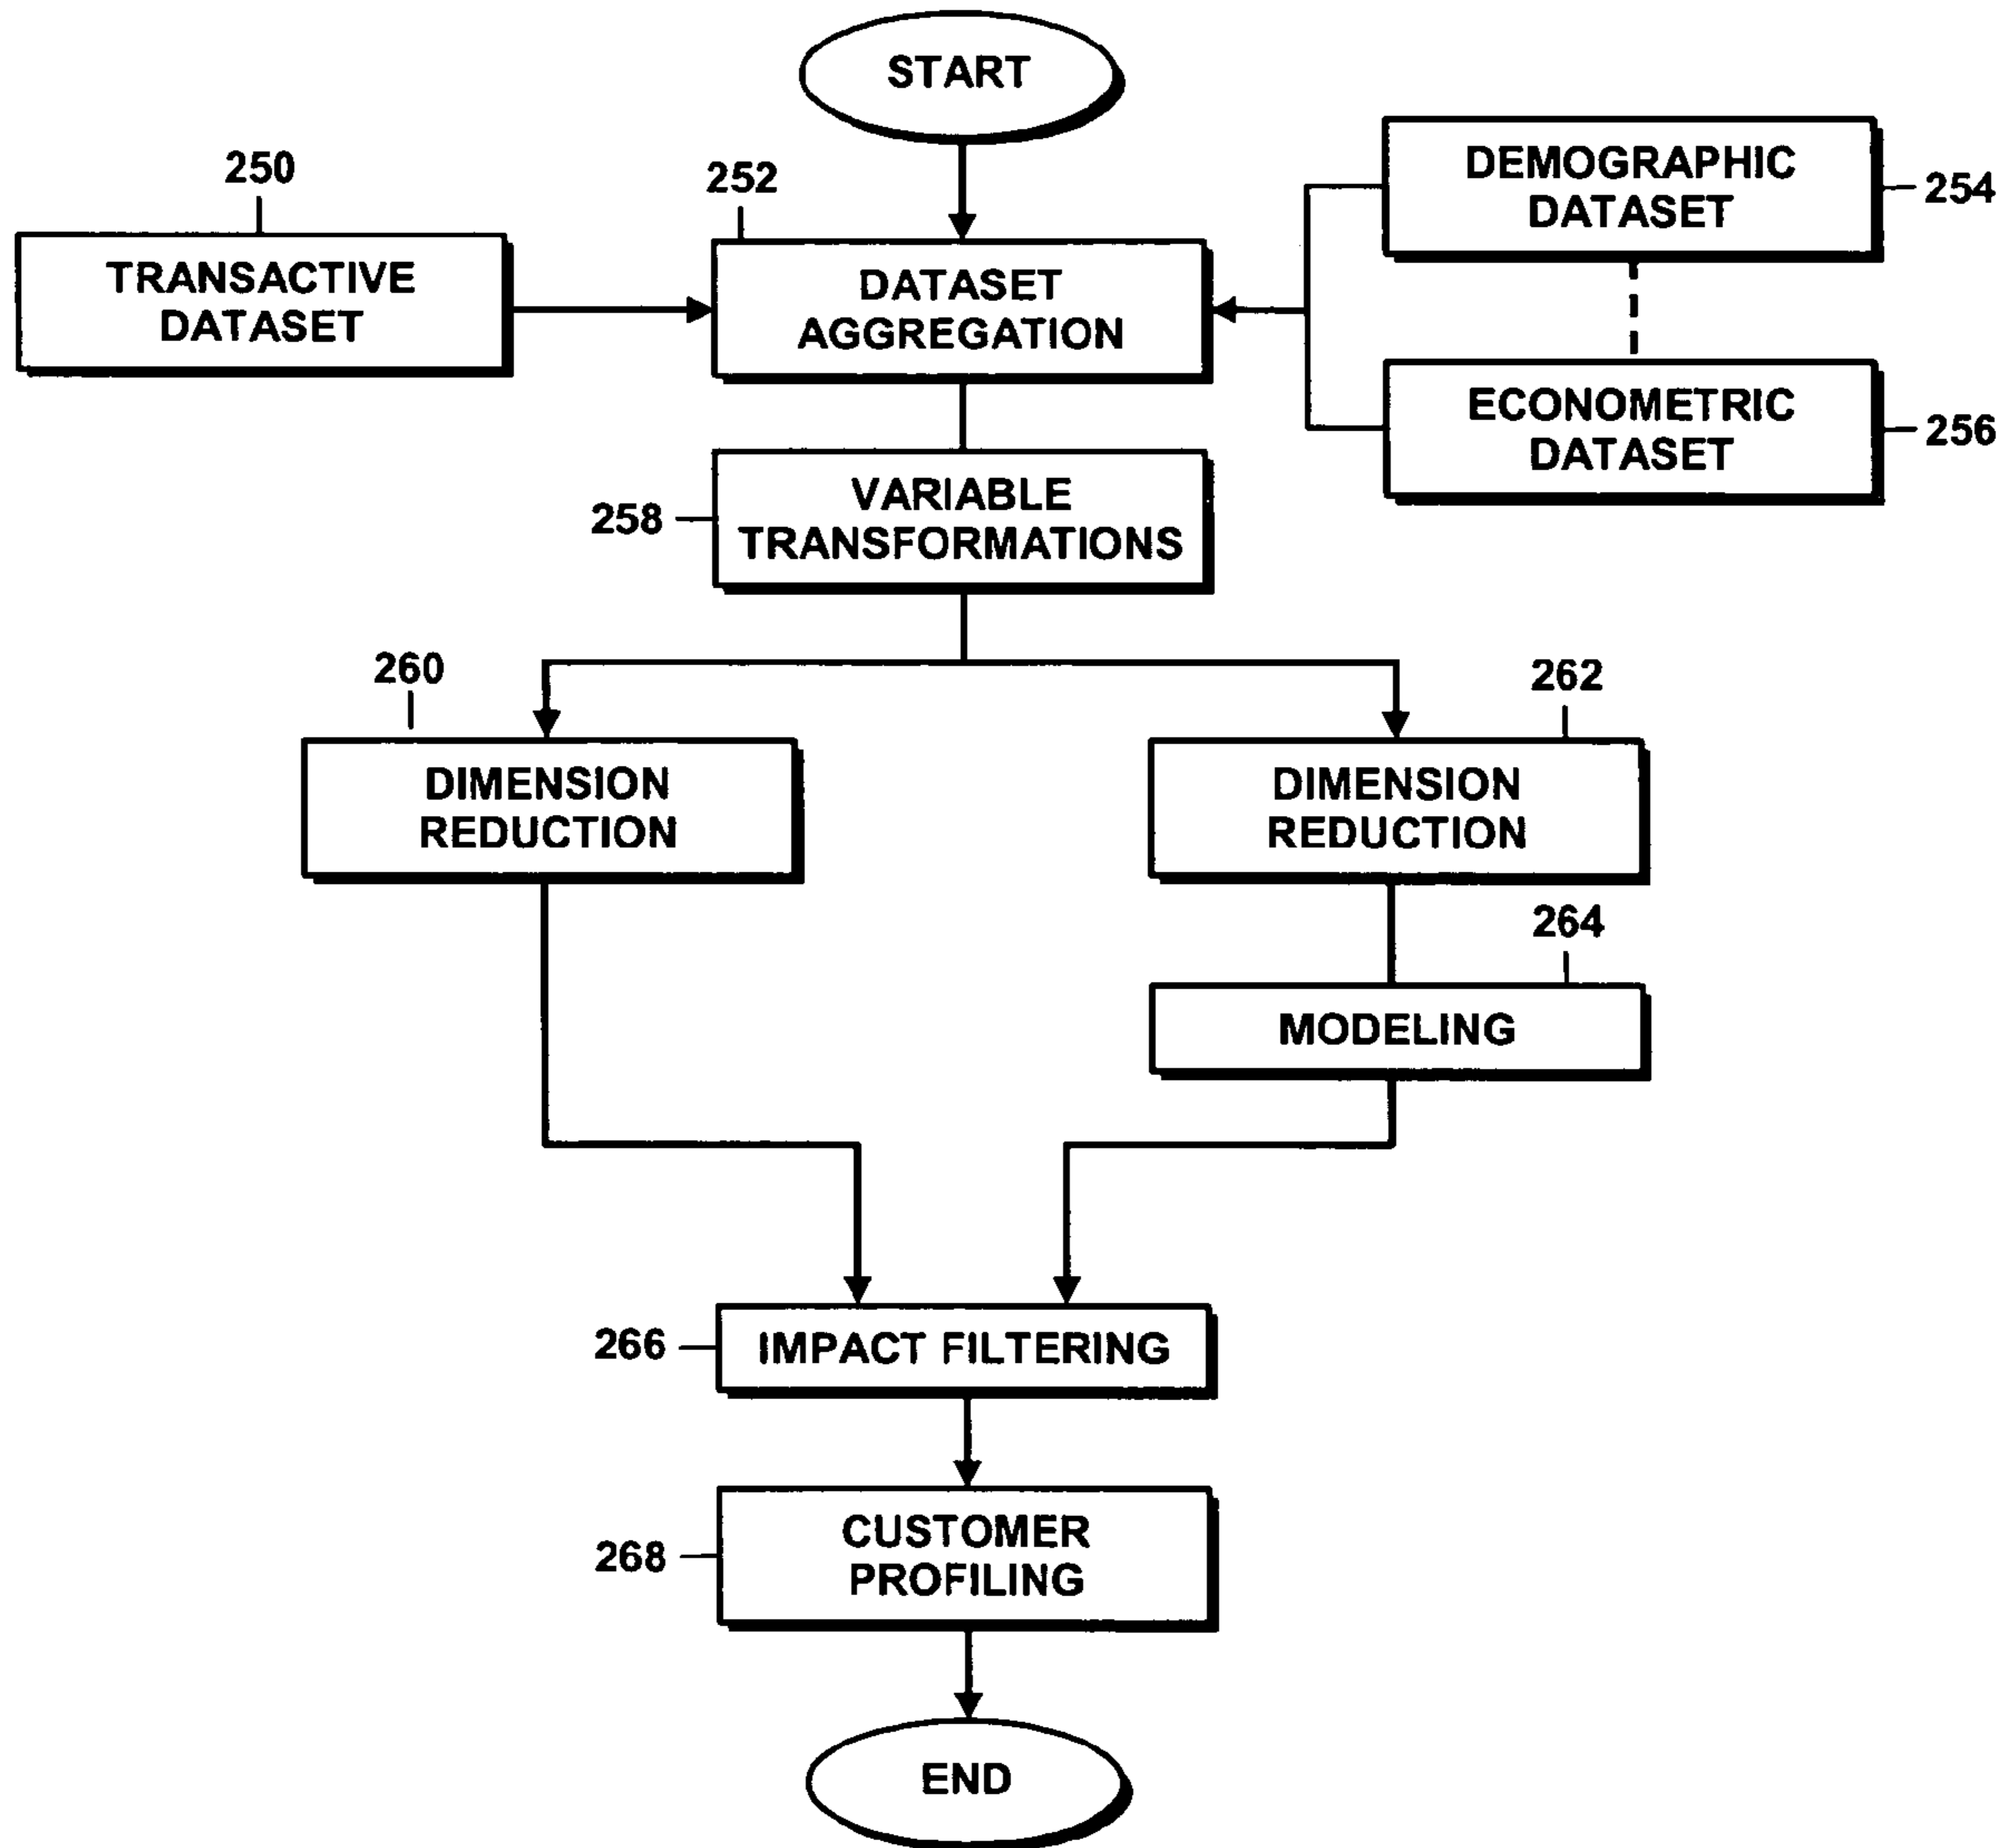 START
250
TRANSACTIVE
DATASET
252
DATASET
AGGREGATION
DEMOGRAPHIC
DATASET
254
ECONOMETRIC
DATASET
256
258
VARIABLE
TRANSFORMATIONS
260
DIMENSION
REDUCTION
262
DIMENSION
REDUCTION
264
MODELING
266
IMPACT FILTERING
268
CUSTOMER
PROFILING
END